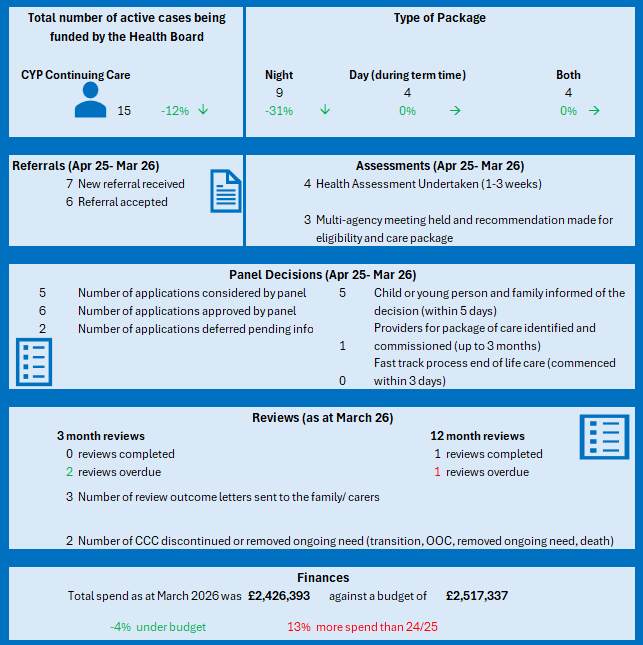 Total number of active cases being
funded by the Health Board
CYP Continuing Care
15 -12%
Type of Package
Night Day (during term time) Both
9 4 4
-31% 0% 0%
Referrals (Apr 25- Mar 26)
7 New referral received
6 Referral accepted
Assessments (Apr 25- Mar 26)
4 Health Assessment Undertaken (1-3 weeks)
3 Multi-agency meeting held and recommendation made for
eligibility and care package
Panel Decisions (Apr 25- Mar 26)
5 Number of applications considered by panel
6 Number of applications approved by panel
2 Number of applications deferred pending info
5 Child or young person and family informed of the
decision (within 5 days)
Providers for package of care identified and
1 commissioned (up to 3 months)
Fast track process end of life care (commenced
0 within 3 days)
Reviews (as at March 26)
3 month reviews
0 reviews completed
2 reviews overdue
12 month reviews
1 reviews completed
1 reviews overdue
3 Number of review outcome letters sent to the family/ carers
2 Number of CCC discontinued or removed ongoing need (transition, OOC, removed ongoing need, death)
Finances
Total spend as at March 2026 was £2,426,393 against a budget of £2,517,337
-4% under budget 13% more spend than 24/25